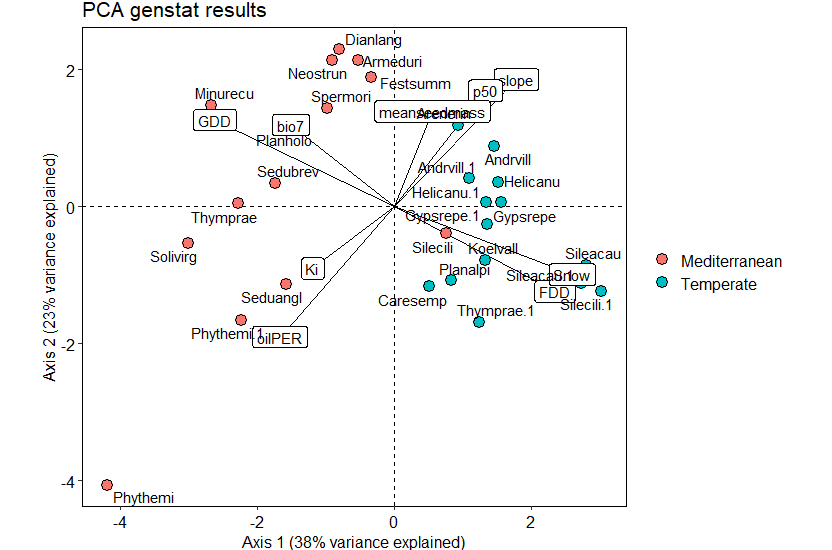 PCA genstat results
Dianlang
Armeduri
Neostrun
Festsumm
slope
p50
Minurecu
Spermori
meanseedmass
GDD
bio7
Planholo
Andrvill
Andrvill.1
Sedubrev
Helicanu
Helicanu.1
Thymprae
Gypsrepe.1
Gypsrepe
Solivirg
Silecili
Koelvall
Sileacau
Ki
Planalpi
Sileacau.1
Snow
FDD
Seduangl
Caresemp
Silecili.1
Thymprae.1
Phythemi.1
oilPER
Phythemi
Mediterranean
Temperate
2
0
-2
-4
Axis 2 (23% variance explained)
-4
-2
0
2
Axis 1 (38% variance explained)